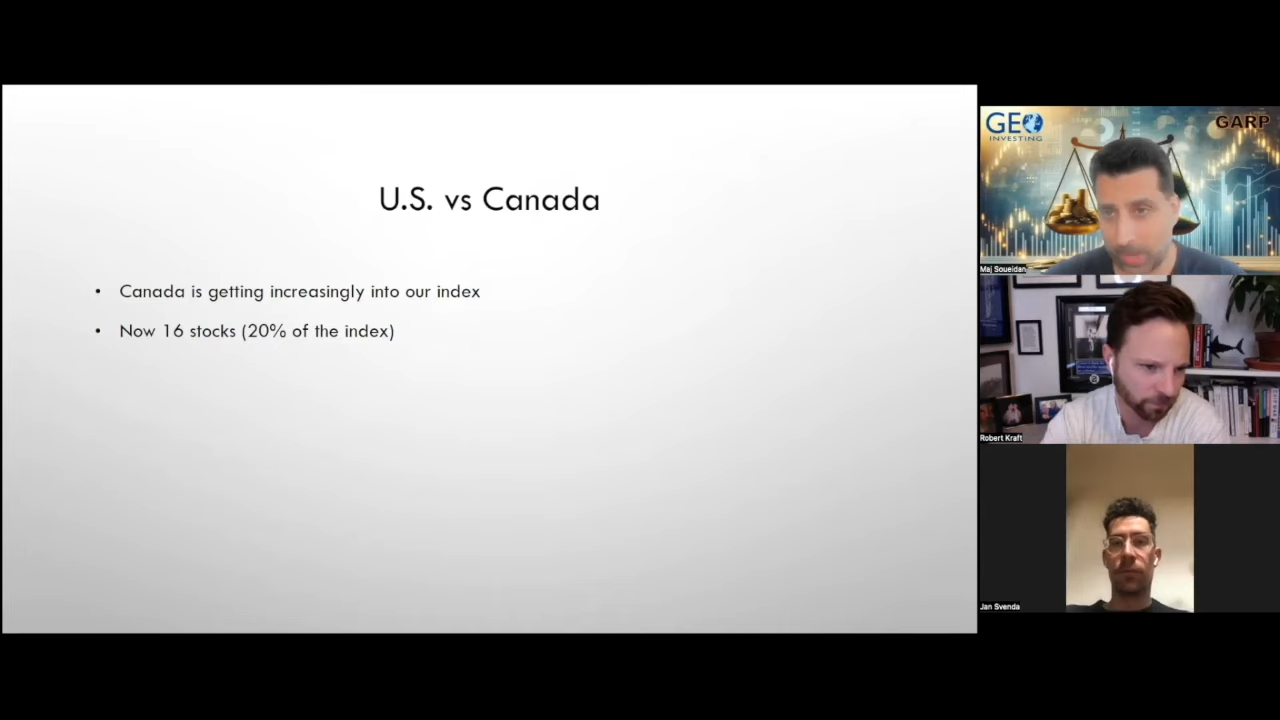 U.S. vs Canada
• Canada is getting increasingly into our index
• Now 16 stocks (20% of the index)
GEO
INVESTING
GARP
Maj Soueidan
Robert Kraft
Jan Svenda